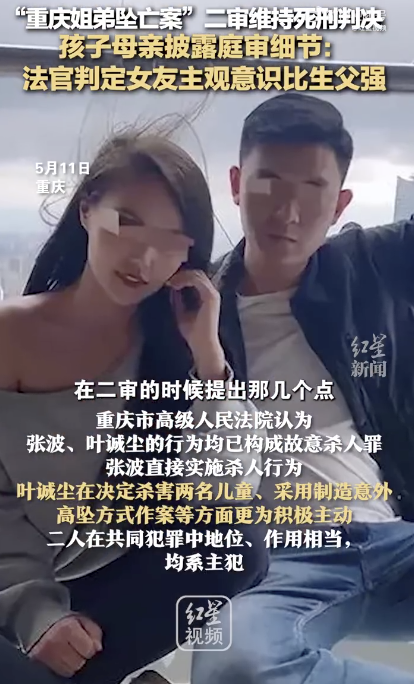 “重庆姐弟坠亡案”二审维持死刑判决
孩子母亲披露庭审细节:
法官判定女友主观意识比生父强
5月11日
重庆
红星
新闻
在二审的时候提出那几个点
重庆市高级人民法院认为
张波、叶诚尘的行为均已构成故意杀人罪
张波直接实施杀人行为
叶诚尘在决定杀害两名儿童、采用制造意外
高坠方式作案等方面更为积极主动
二人在共同犯罪中地位、作用相当，
均系主犯
红星
视频